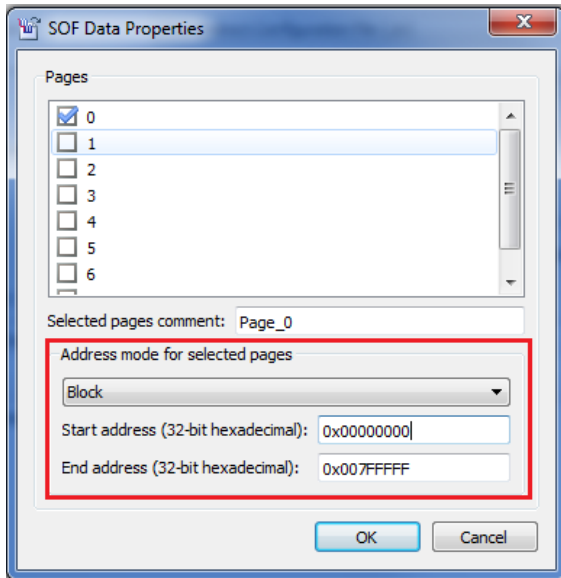 SOF Data Properties
Pages
0
1
2
3
4
5
6
Selected pages comment: Page_0
Address mode for selected pages
Block
Start address (32-bit hexadecimal): 0x00000000
End address (32-bit hexadecimal): 0x007FFFFF
OK Cancel